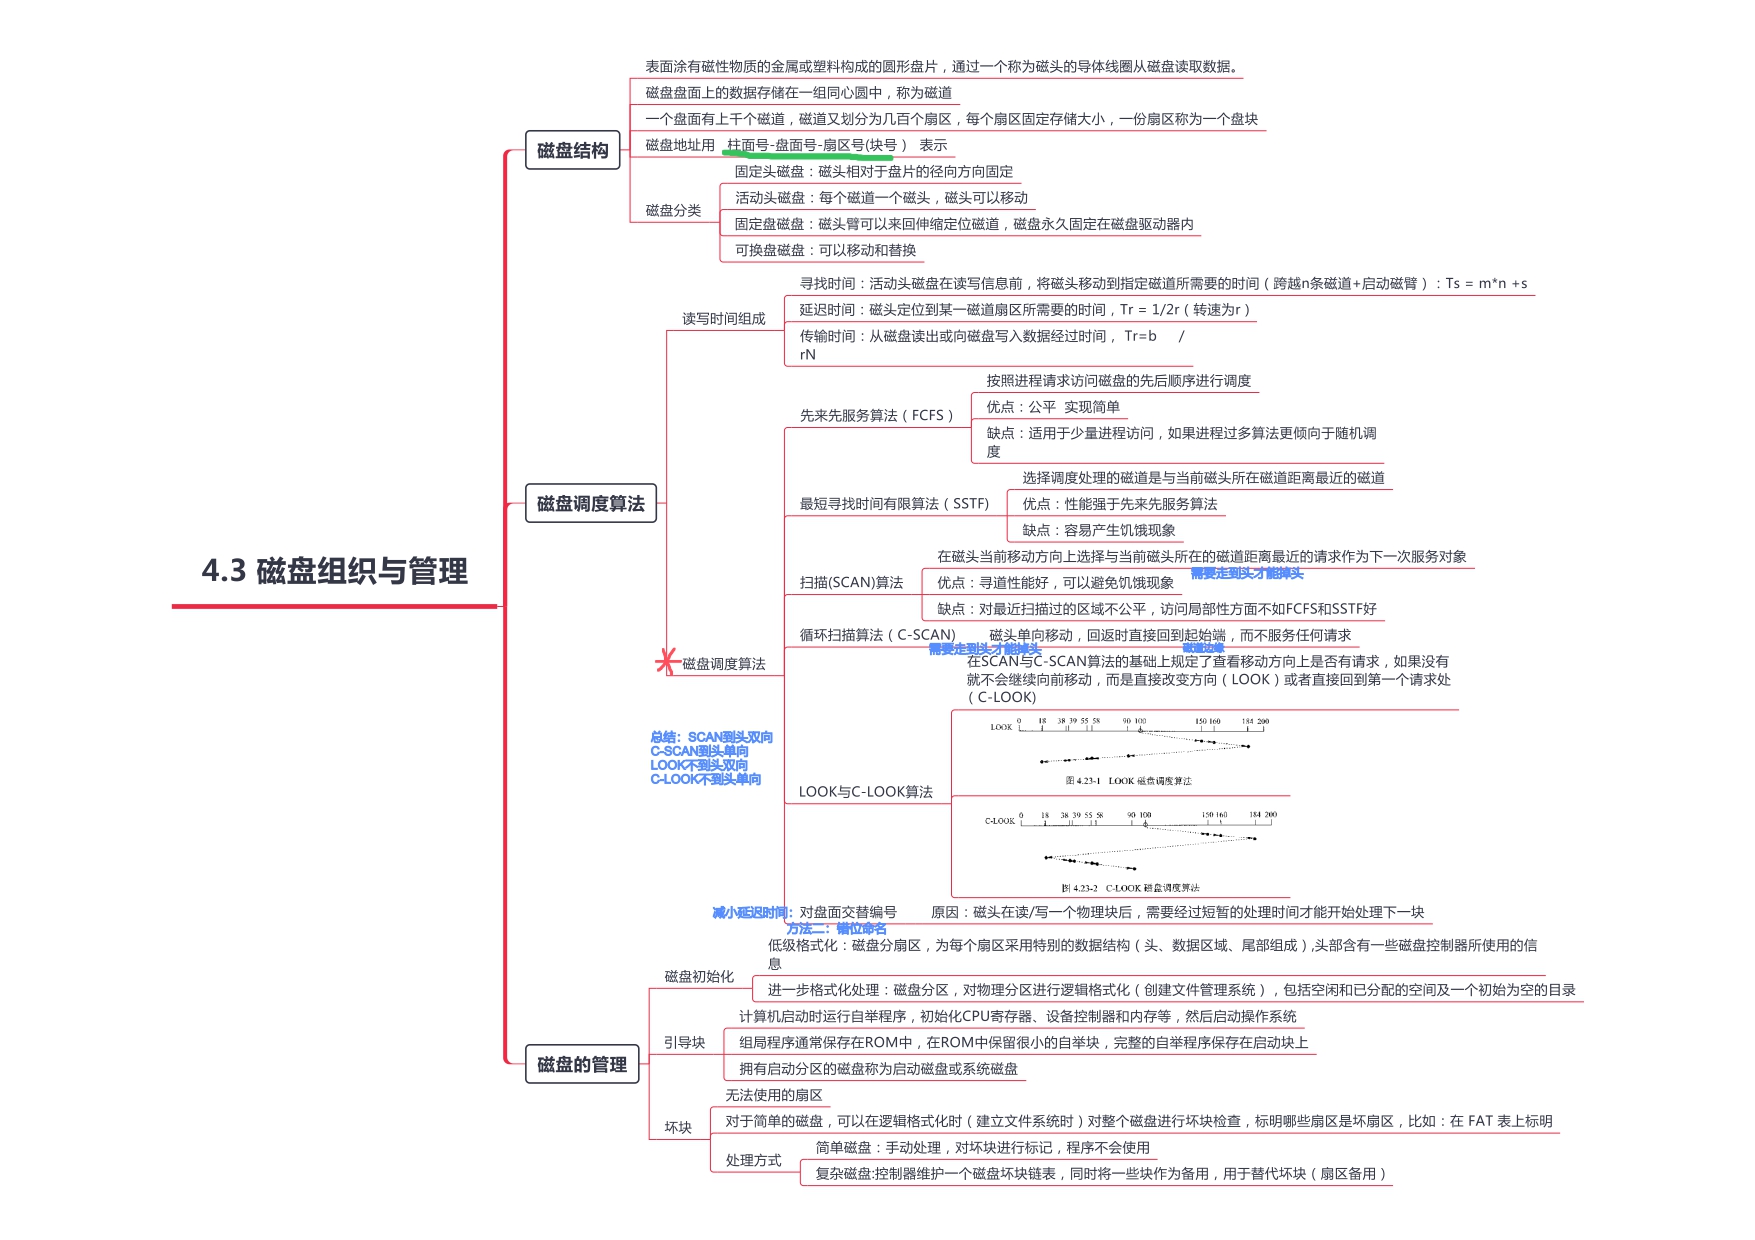 4.3 磁盘组织与管理
磁盘结构
表面涂有磁性物质的金属或塑料构成的圆形盘片，通过一个称为磁头的导体线圈从磁盘读取数据。
磁盘盘面上的数据存储在一组同心圆中，称为磁道
一个盘面有上千个磁道，磁道又划分为几百个扇区，每个扇区固定存储大小，一份扇区称为一个盘块
磁盘地址用 柱面号-盘面号-扇区号(块号） 表示
磁盘分类
固定头磁盘：磁头相对于盘片的径向方向固定
活动头磁盘：每个磁道一个磁头，磁头可以移动
固定盘磁盘：磁头臂可以来回伸缩定位磁道，磁盘永久固定在磁盘驱动器内
可换盘磁盘：可以移动和替换
磁盘调度算法
读写时间组成
寻找时间：活动头磁盘在读写信息前，将磁头移动到指定磁道所需要的时间（跨越n条磁道+启动磁臂）：Ts = m*n +s
延迟时间：磁头定位到某一磁道扇区所需要的时间，Tr = 1/2r（转速为r）
传输时间：从磁盘读出或向磁盘写入数据经过时间， Tr=b /
rN
磁盘调度算法
先来先服务算法（FCFS）
按照进程请求访问磁盘的先后顺序进行调度
优点：公平 实现简单
缺点：适用于少量进程访问，如果进程过多算法更倾向于随机调
度
最短寻找时间有限算法（SSTF)
选择调度处理的磁道是与当前磁头所在磁道距离最近的磁道
优点：性能强于先来先服务算法
缺点：容易产生饥饿现象
扫描(SCAN)算法
在磁头当前移动方向上选择与当前磁头所在的磁道距离最近的请求作为下一次服务对象
需要走到头才能掉头
优点：寻道性能好，可以避免饥饿现象
缺点：对最近扫描过的区域不公平，访问局部性方面不如FCFS和SSTF好
循环扫描算法（C-SCAN) 磁头单向移动，回返时直接回到起始端，而不服务任何请求
需要走到头才能掉头
磁道边缘
LOOK与C-LOOK算法
在SCAN与C-SCAN算法的基础上规定了查看移动方向上是否有请求，如果没有
就不会继续向前移动，而是直接改变方向（LOOK）或者直接回到第一个请求处
（C-LOOK)
LOOK 0 18 38 39 55 58 90 100 150 160 184 200
图 4.23-1 LOOK 磁盘调度算法
C-LOOK 0 18 38 39 55 58 90 100 150 160 184 200
图 4.23-2 C-LOOK 磁盘调度算法
总结：SCAN到头双向
C-SCAN到头单向
LOOK不到头双向
C-LOOK不到头单向
减小延迟时间：对盘面交替编号 原因：磁头在读/写一个物理块后，需要经过短暂的处理时间才能开始处理下一块
方法二：错位命名
磁盘的管理
磁盘初始化
低级格式化：磁盘分扇区，为每个扇区采用特别的数据结构（头、数据区域、尾部组成）,头部含有一些磁盘控制器所使用的信
息
进一步格式化处理：磁盘分区，对物理分区进行逻辑格式化（创建文件管理系统），包括空闲和已分配的空间及一个初始为空的目录
引导块
计算机启动时运行自举程序，初始化CPU寄存器、设备控制器和内存等，然后启动操作系统
组局程序通常保存在ROM中，在ROM中保留很小的自举块，完整的自举程序保存在启动块上
拥有启动分区的磁盘称为启动磁盘或系统磁盘
坏块
无法使用的扇区
对于简单的磁盘，可以在逻辑格式化时（建立文件系统时）对整个磁盘进行坏块检查，标明哪些扇区是坏扇区，比如：在 FAT 表上标明
处理方式
简单磁盘：手动处理，对坏块进行标记，程序不会使用
复杂磁盘:控制器维护一个磁盘坏块链表，同时将一些块作为备用，用于替代坏块（扇区备用）